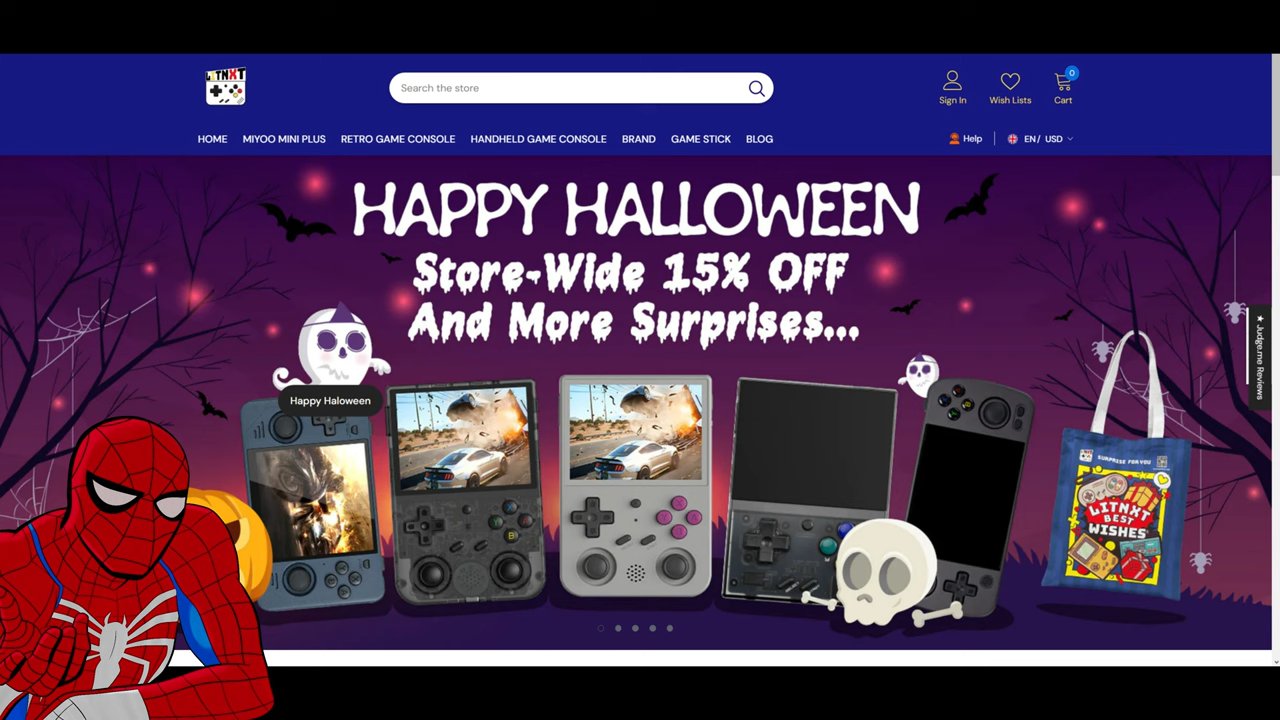 LITNXT
Search the store
Sign In
Wish Lists
0
Cart
HOME
MIYOO MINI PLUS
RETRO GAME CONSOLE
HANDHELD GAME CONSOLE
BRAND
GAME STICK
BLOG
Help
EN/ USD
HAPPY HALLOWEEN
Store-Wide 15% OFF
And More Surprises...
Happy Haloween
★ Judge.me Reviews
SURPRISE FOR YOU
LITNXT
BEST
WISHES